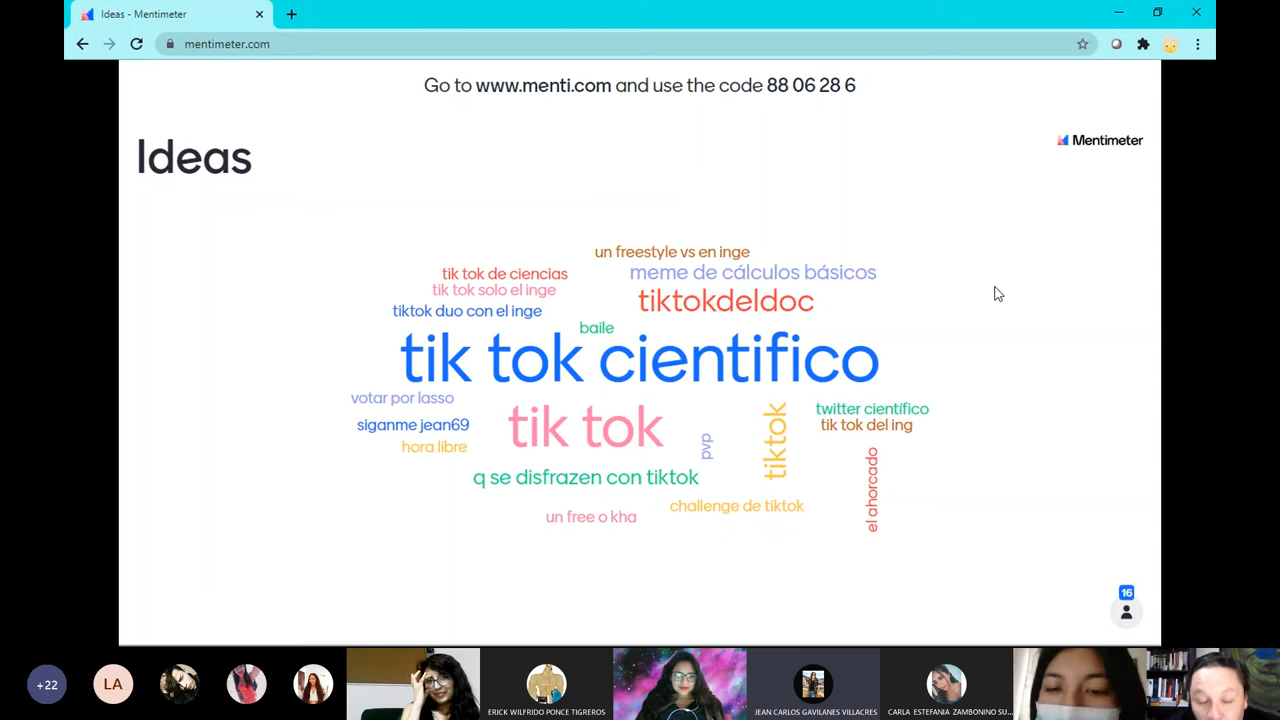 Ideas - Mentimeter
mentimeter.com
Go to www.menti.com and use the code 88 06 28 6
Ideas
Mentimeter
un freestyle vs en inge
tik tok de ciencias
meme de cálculos básicos
tik tok solo el inge
tiktokdeldoc
tiktok duo con el inge
baile
tik tok cientifico
votar por lasso
tik tok
tiktok
twitter científico
siganme jean69
pvp
tik tok del ing
hora libre
q se disfrazen con tiktok
el ahorcado
challenge de tiktok
un free o kha
16
+22
LA
ERICK WILFRIDO PONCE TIGREROS
JEAN CARLOS GAVILANES VILLACRES
CARLA ESTEFANIA ZAMBONINO SU...